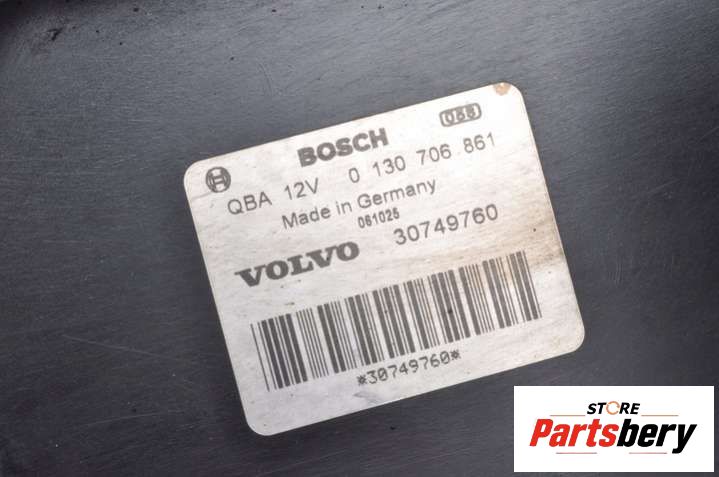 BOSCH
QBA 12V 0 130 706 861
Made in Germany
061025
VOLVO 30749760
*30749760*
STORE
Partsbery